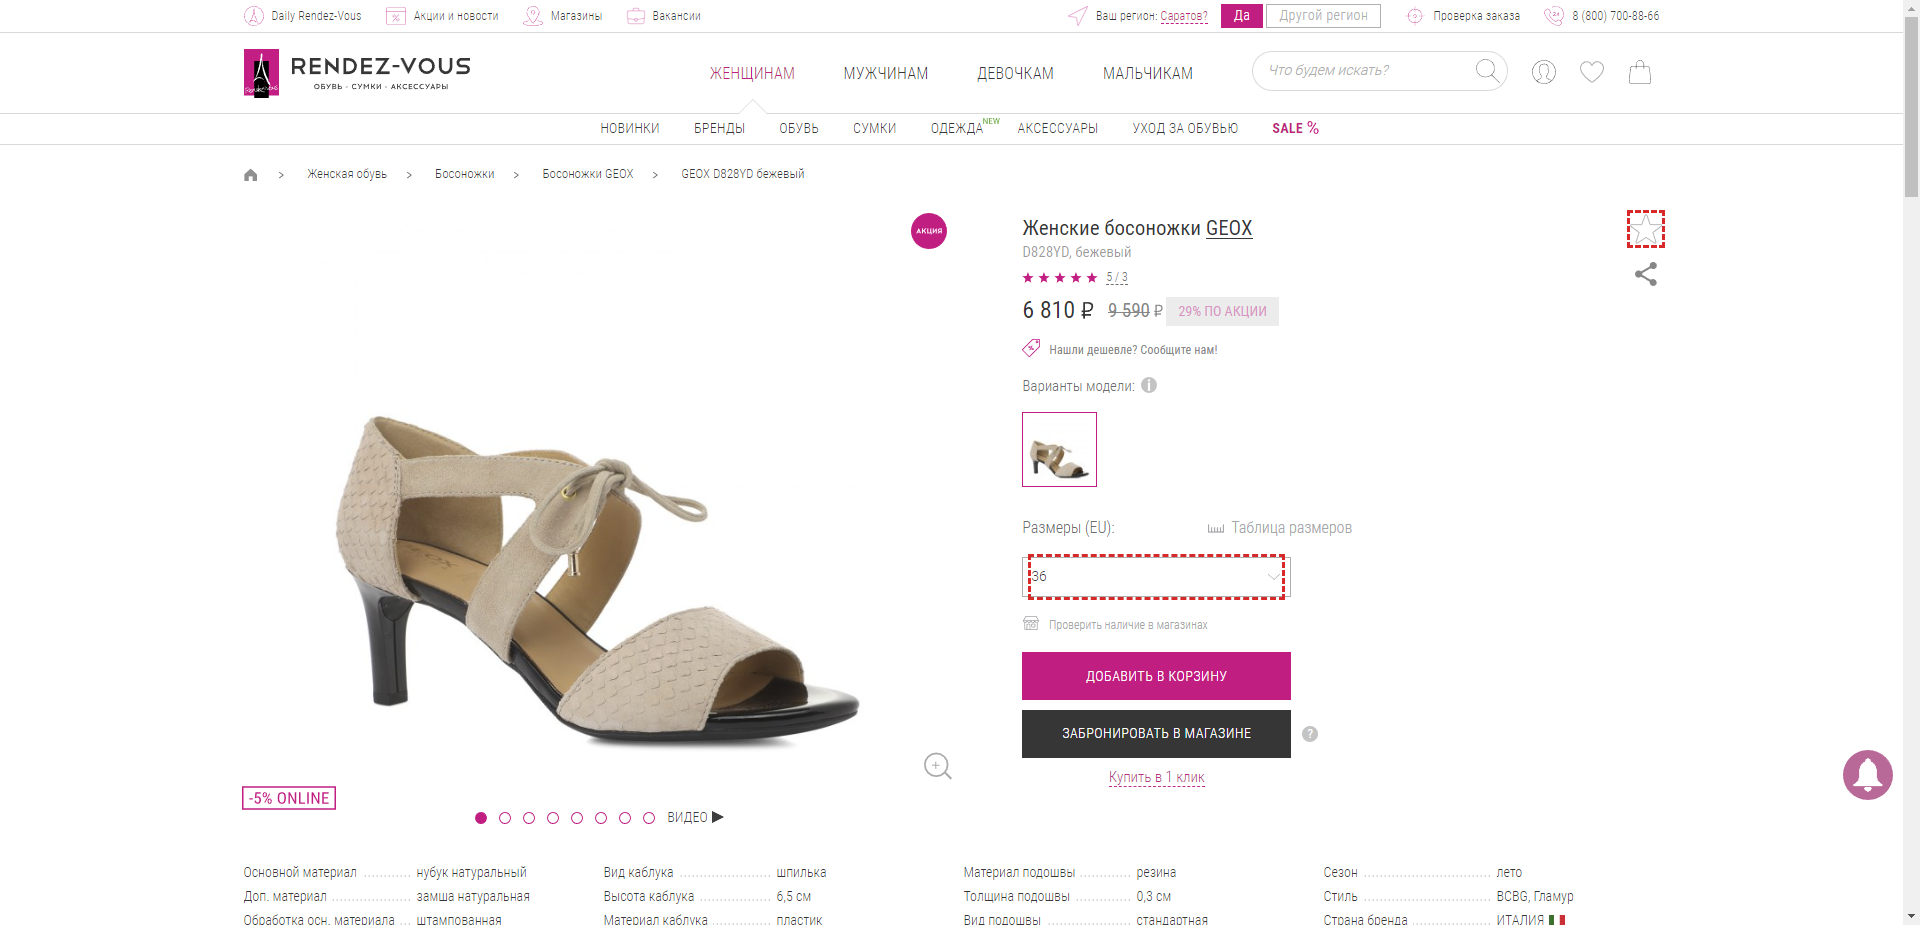 Daily Rendez-Vous Акции и новости Магазины Вакансии Ваш регион: Саратов? Да Другой регион Проверка заказа 8 (800) 700-88-66
RENDEZ-VOUS
ОБУВЬ · СУМКИ · АКСЕССУАРЫ
ЖЕНЩИНАМ МУЖЧИНАМ ДЕВОЧКАМ МАЛЬЧИКАМ Что будем искать?
НОВИНКИ БРЕНДЫ ОБУВЬ СУМКИ ОДЕЖДА NEW АКСЕССУАРЫ УХОД ЗА ОБУВЬЮ SALE %
> Женская обувь > Босоножки > Босоножки GEOX > GEOX D828YD бежевый
АКЦИЯ
Женские босоножки GEOX
D828YD, бежевый
5 / 3
6 810 ₽ 9 590 ₽ 29% ПО АКЦИИ
Нашли дешевле? Сообщите нам!
Варианты модели: i
Размеры (EU): Таблица размеров
36
Проверить наличие в магазинах
ДОБАВИТЬ В КОРЗИНУ
ЗАБРОНИРОВАТЬ В МАГАЗИНЕ ?
Купить в 1 клик
-5% ONLINE
ВИДЕО
Основной материал нубук натуральный Вид каблука шпилька Материал подошвы резина Сезон лето
Доп. материал замша натуральная Высота каблука 6,5 см Толщина подошвы 0,3 см Стиль BCBG, Гламур
Обработка осн. материала штампованная Материал каблука пластик Вид подошвы стандартная Страна бренда ИТАЛИЯ